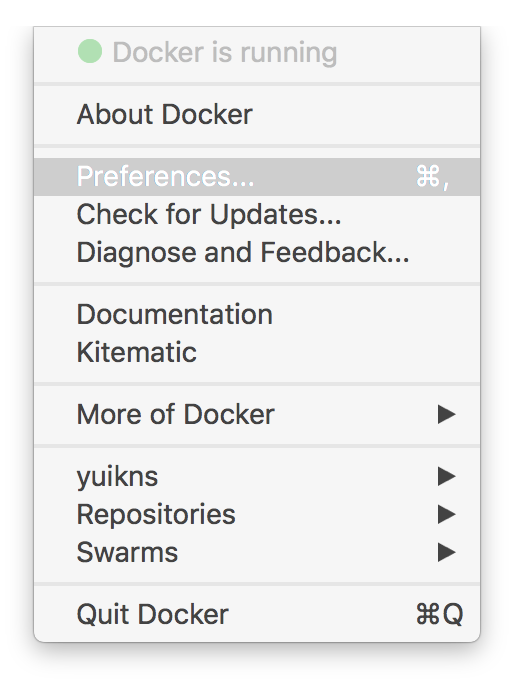 Docker is running
About Docker
Preferences... ⌘,
Check for Updates...
Diagnose and Feedback...
Documentation
Kitematic
More of Docker ▶
yuikns ▶
Repositories ▶
Swarms ▶
Quit Docker ⌘Q